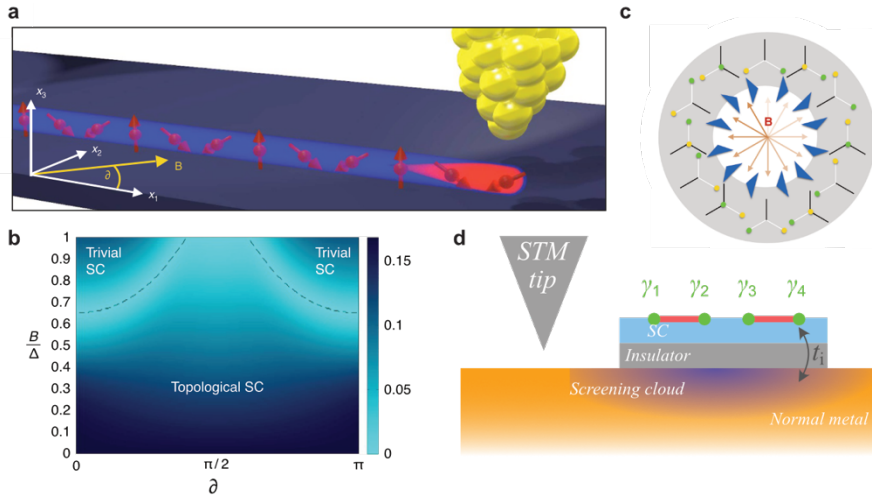 a
x3
x2
B
∂
x1
c
B
b
1
0.9
0.8
0.7
0.6
0.5
0.4
0.3
0.2
0.1
0
B
Δ
Trivial
SC
Trivial
SC
Topological SC
0
π/2
π
∂
0.15
0.1
0.05
0
d
STM
tip
γ1
γ2
γ3
γ4
SC
Insulator
ti
Screening cloud
Normal metal